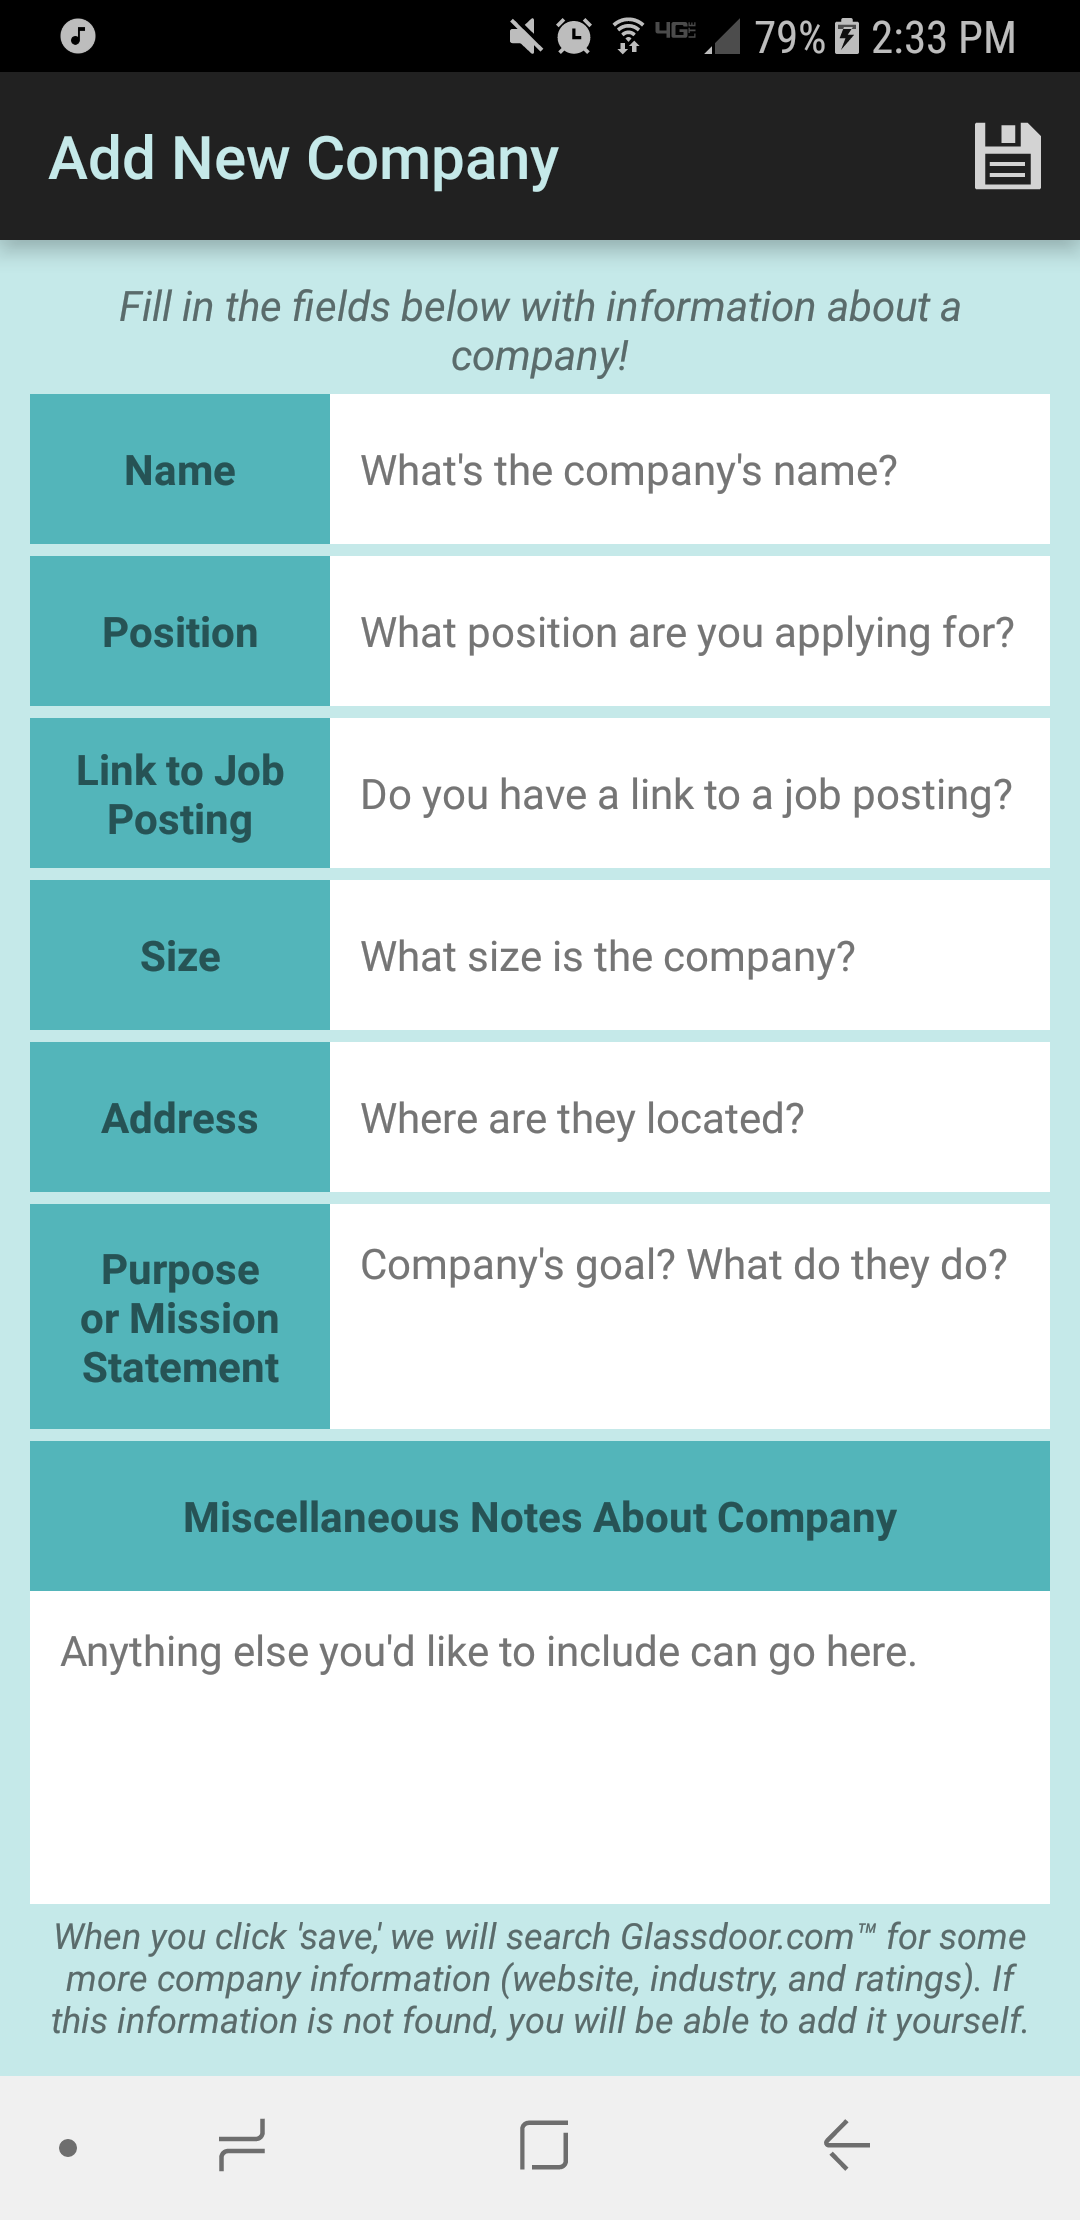 4G LTE 79% 2:33 PM
Add New Company
Fill in the fields below with information about a
company!
Name
What's the company's name?
Position
What position are you applying for?
Link to Job
Posting
Do you have a link to a job posting?
Size
What size is the company?
Address
Where are they located?
Purpose
or Mission
Statement
Company's goal? What do they do?
Miscellaneous Notes About Company
Anything else you'd like to include can go here.
When you click 'save,' we will search Glassdoor.com™ for some
more company information (website, industry, and ratings). If
this information is not found, you will be able to add it yourself.